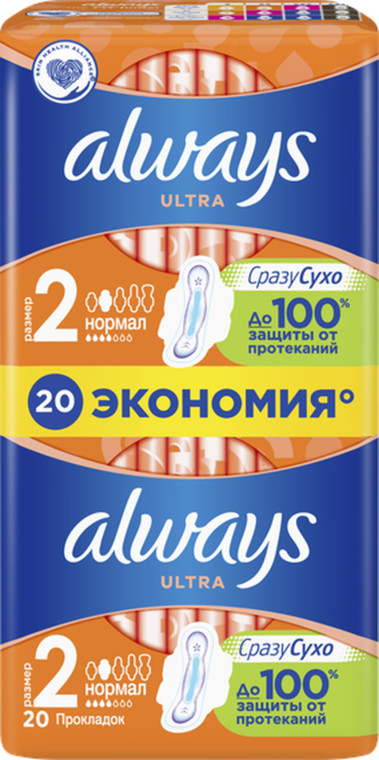 SKIN HEALTH ALLIANCE
always
ULTRA
размер
2
нормал
СразуСухо
До 100%
защиты от
протеканий
20 ЭКОНОМИЯ°
always
ULTRA
размер
2
нормал
20 Прокладок
СразуСухо
До 100%
защиты от
протеканий